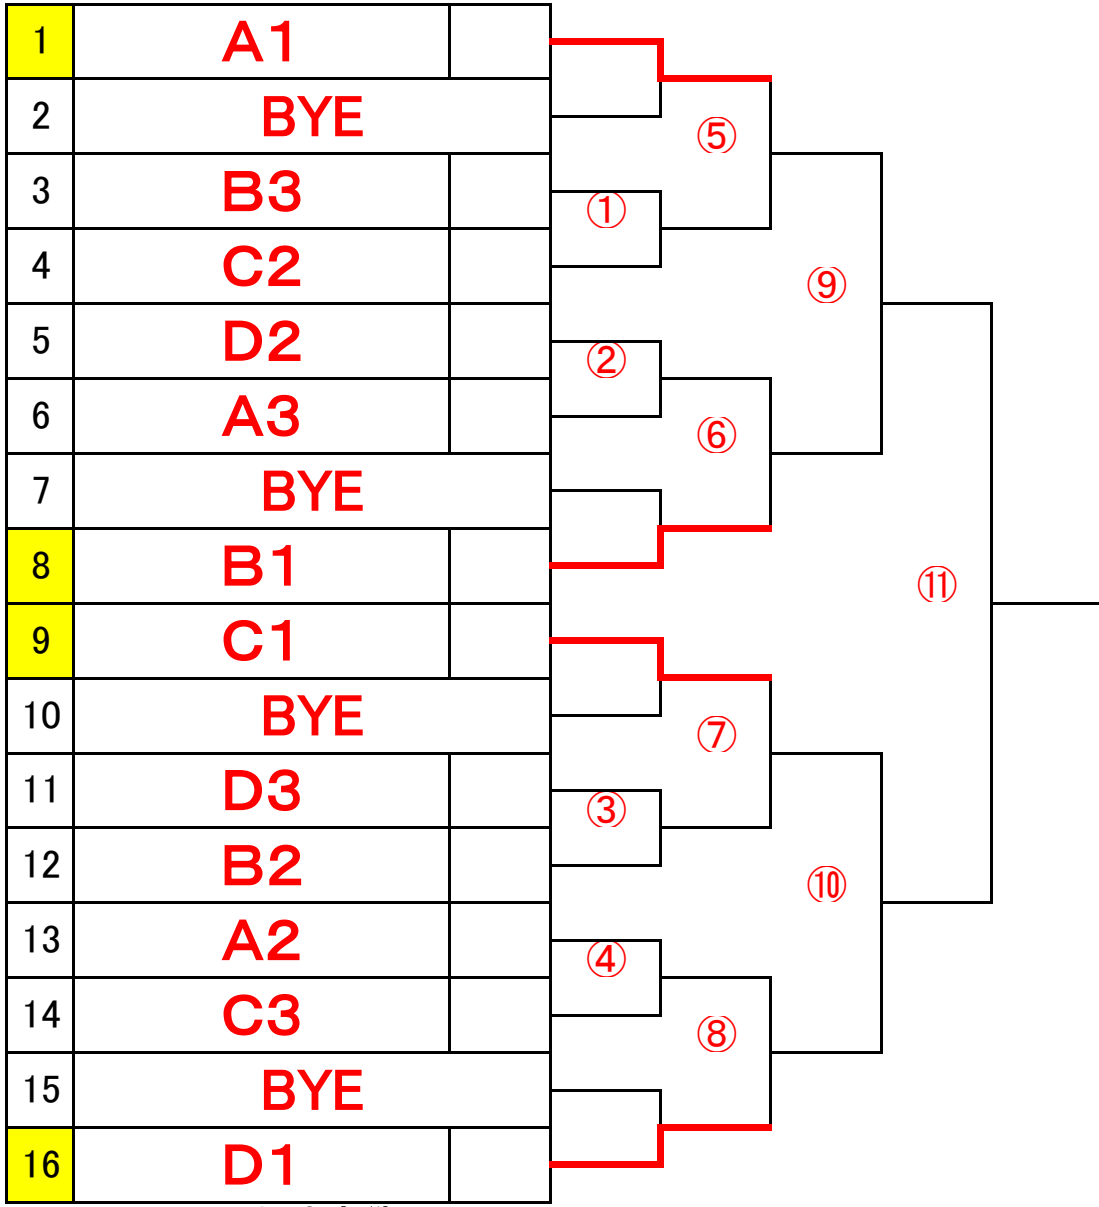 1 A1
2 BYE
⑤
3 B3
①
4 C2
⑨
5 D2
②
6 A3
⑥
7 BYE
8 B1
⑪
9 C1
10 BYE
⑦
11 D3
③
12 B2
⑩
13 A2
④
14 C3
⑧
15 BYE
16 D1